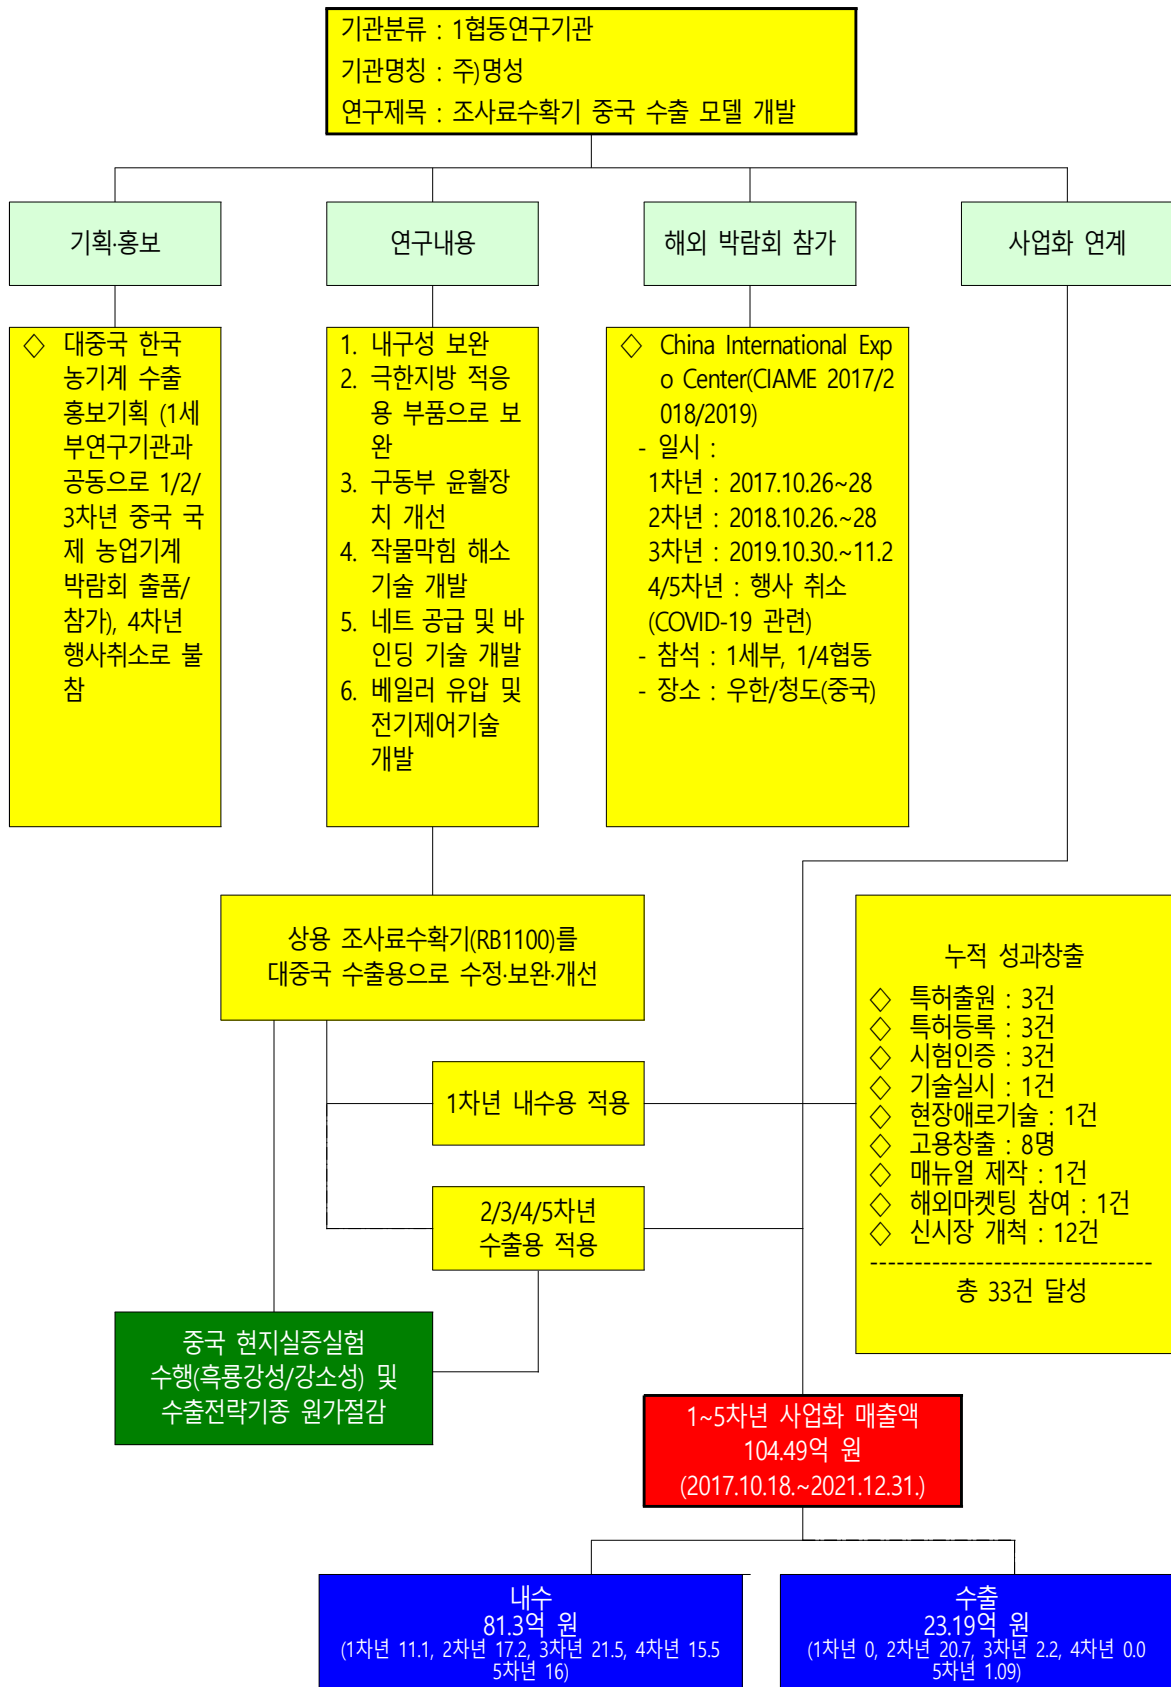 기관분류 : 1협동연구기관
기관명칭 : 주)명성
연구제목 : 조사료수확기 중국 수출 모델 개발
기획·홍보
연구내용
해외 박람회 참가
사업화 연계
◇ 대중국 한국
농기계 수출
홍보기획 (1세
부연구기관과
공동으로 1/2/
3차년 중국 국
제 농업기계
박람회 출품/
참가), 4차년
행사취소로 불
참
1. 내구성 보완
2. 극한지방 적응
용 부품으로 보
완
3. 구동부 윤활장
치 개선
4. 작물막힘 해소
기술 개발
5. 네트 공급 및 바
인딩 기술 개발
6. 베일러 유압 및
전기제어기술
개발
◇ China International Exp
o Center(CIAME 2017/2
018/2019)
- 일시 :
1차년 : 2017.10.26~28
2차년 : 2018.10.26.~28
3차년 : 2019.10.30.~11.2
4/5차년 : 행사 취소
(COVID-19 관련)
- 참석 : 1세부, 1/4협동
- 장소 : 우한/청도(중국)
상용 조사료수확기(RB1100)를
대중국 수출용으로 수정·보완·개선
누적 성과창출
◇ 특허출원 : 3건
◇ 특허등록 : 3건
◇ 시험인증 : 3건
◇ 기술실시 : 1건
◇ 현장애로기술 : 1건
◇ 고용창출 : 8명
◇ 매뉴얼 제작 : 1건
◇ 해외마켓팅 참여 : 1건
◇ 신시장 개척 : 12건
--------------------------------
총 33건 달성
1차년 내수용 적용
2/3/4/5차년
수출용 적용
중국 현지실증실험
수행(흑룡강성/강소성) 및
수출전략기종 원가절감
1~5차년 사업화 매출액
104.49억 원
(2017.10.18.~2021.12.31.)
내수
81.3억 원
(1차년 11.1, 2차년 17.2, 3차년 21.5, 4차년 15.5
5차년 16)
수출
23.19억 원
(1차년 0, 2차년 20.7, 3차년 2.2, 4차년 0.0
5차년 1.09)